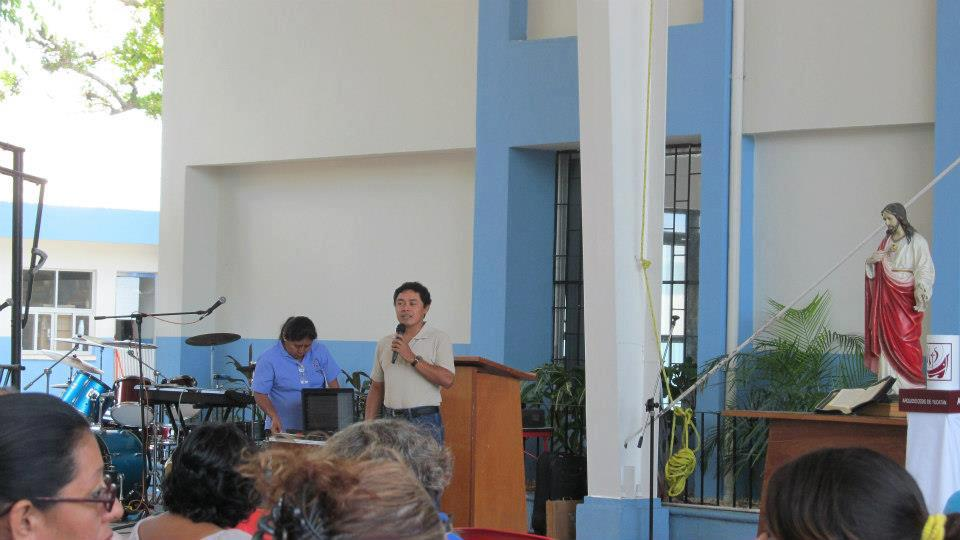 ARQUIDIOCESIS DE YUCATAN